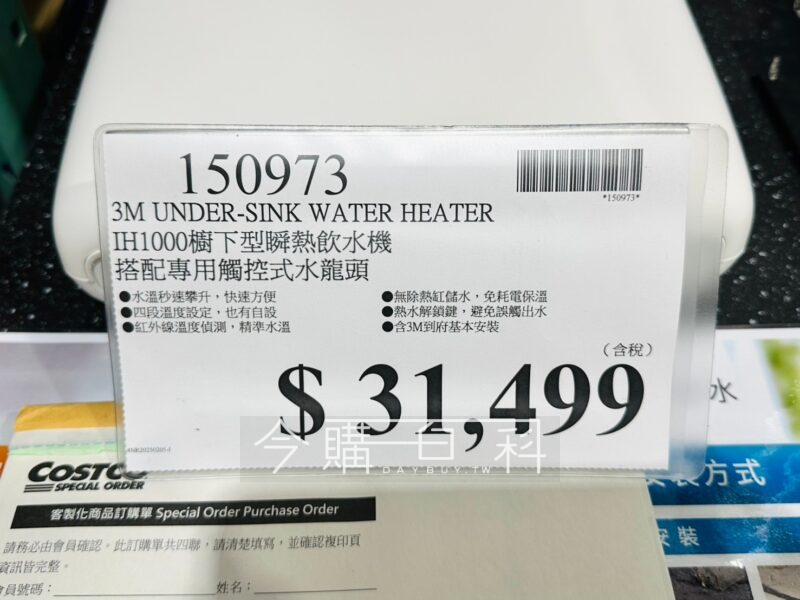 150973
*150973*
3M UNDER-SINK WATER HEATER
IH1000櫥下型瞬熱飲水機
搭配專用觸控式水龍頭
●水溫秒速攀升，快速方便
●四段溫度設定，也有自設
●紅外線溫度偵測，精準水溫
●無除熱缸儲水，免耗電保溫
●熱水解鎖鍵，避免誤觸出水
●含3M到府基本安裝
（含稅）
$ 31,499
今購百科
DAYBUY.TW
水
安裝方式
安裝
COSTCO
SPECIAL ORDER
客製化商品訂購單 Special Order Purchase Order
請務必由會員確認。此訂購單共四聯，請清楚填寫，並確認複印頁
資訊皆完整。
會員號碼： 姓名：